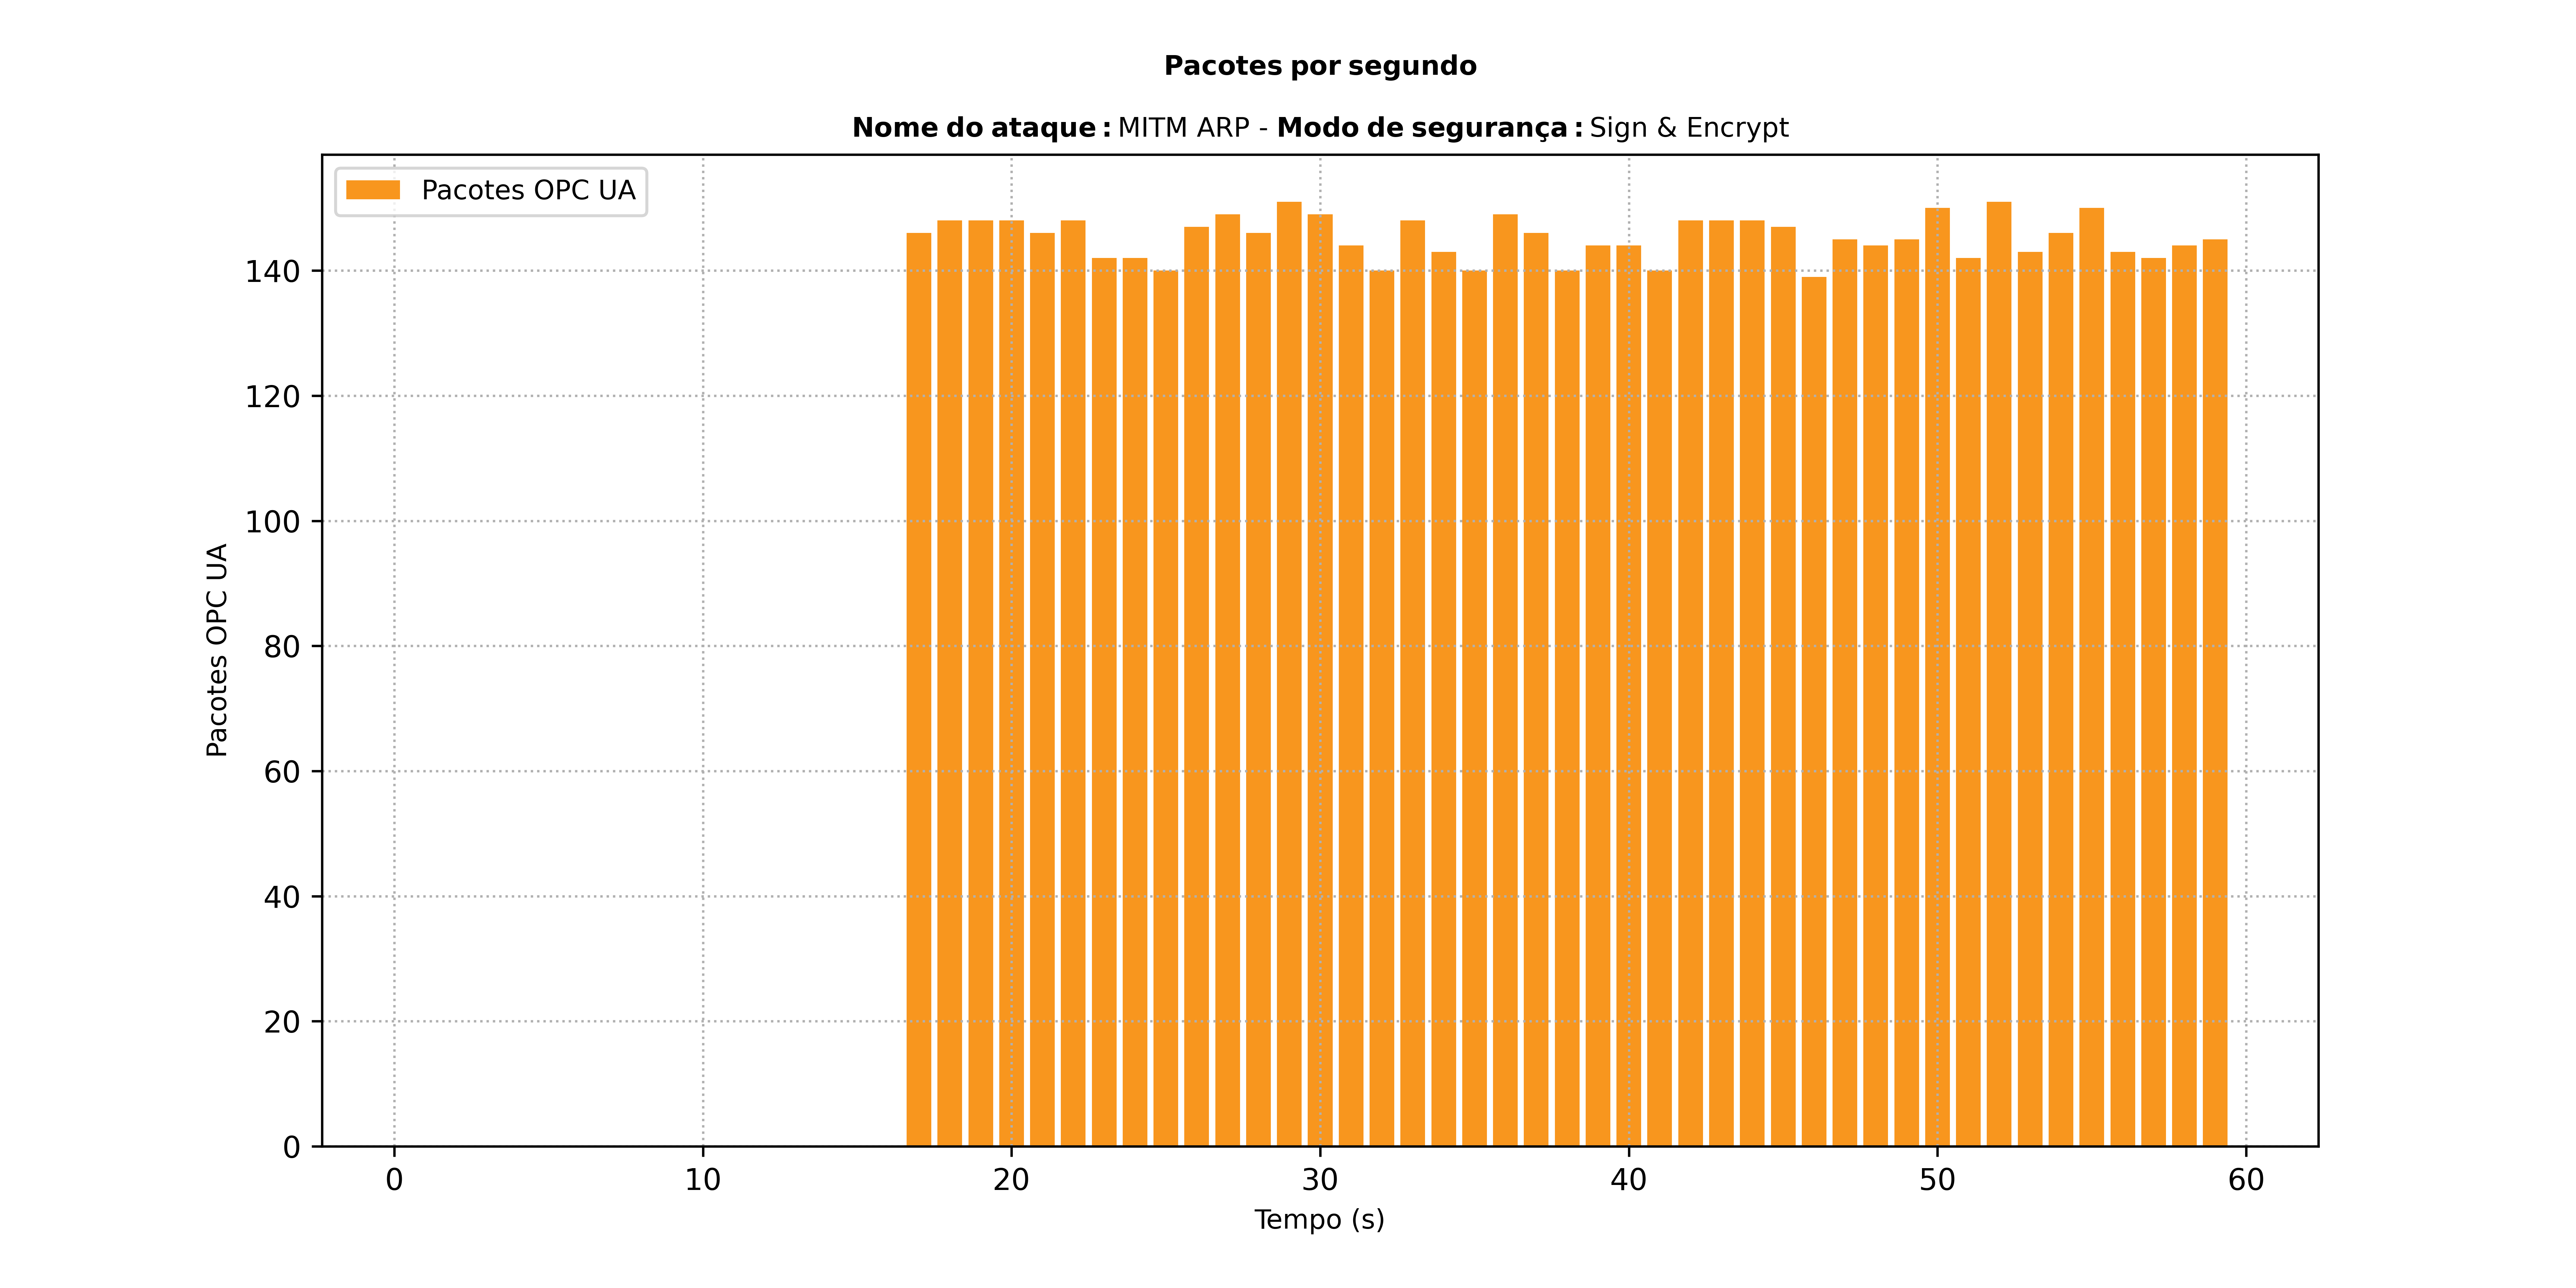 Pacotes por segundo
Nome do ataque: MITM ARP - Modo de segurança: Sign & Encrypt
Pacotes OPC UA
140
120
100
80
60
40
20
0
Pacotes OPC UA
0 10 20 30 40 50 60
Tempo (s)